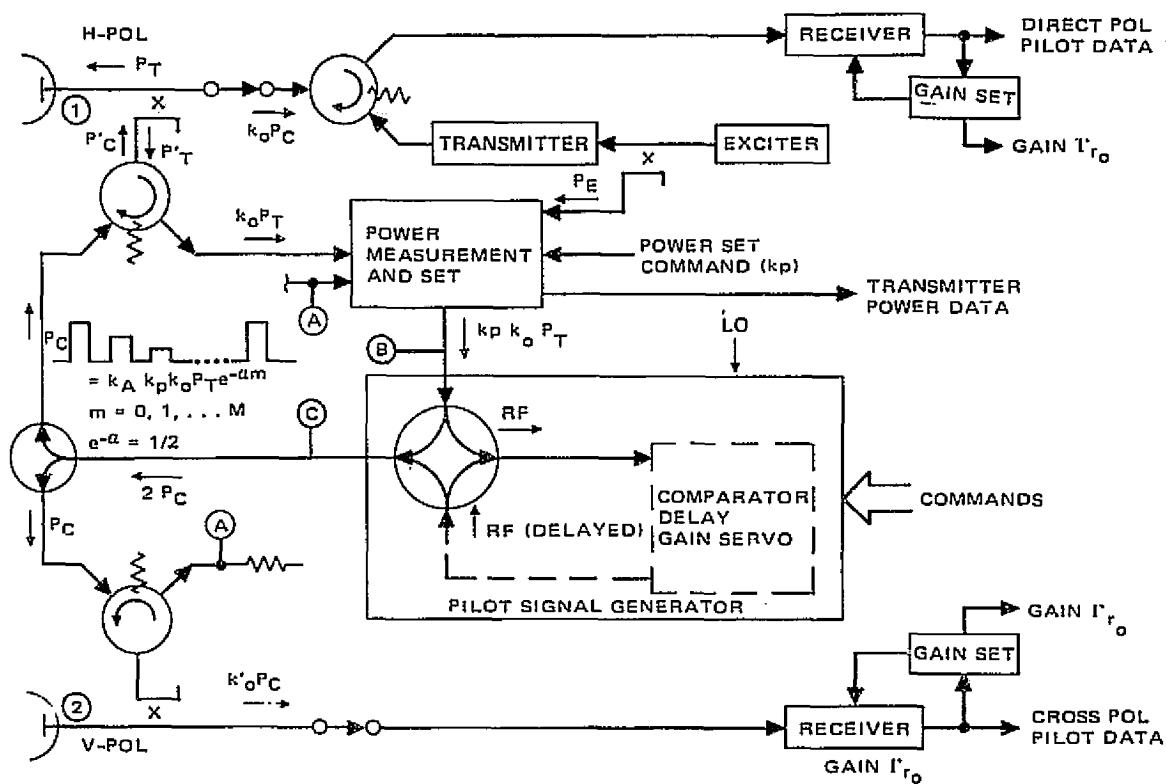 H-POL
P_T
1
X
k_oP_C
P'_C
P'_T
RECEIVER
DIRECT POL
PILOT DATA
GAIN SET
GAIN Γ_r_o
TRANSMITTER
EXCITER
X
P_E
k_oP_T
POWER
MEASUREMENT
AND SET
POWER SET
COMMAND (kp)
TRANSMITTER
POWER DATA
A
B
kp k_o P_T
LO
P_C
= k_A k_pk_oP_Te^-αm
m = 0, 1, . . . M
e^-α = 1/2
C
RF
2 P_C
P_C
COMPARATOR
DELAY
GAIN SERVO
COMMANDS
RF (DELAYED)
A
PILOT SIGNAL GENERATOR
GAIN Γ_r_o
GAIN SET
2
X
k'_oP_C
V-POL
RECEIVER
GAIN Γ_r_o
CROSS POL
PILOT DATA